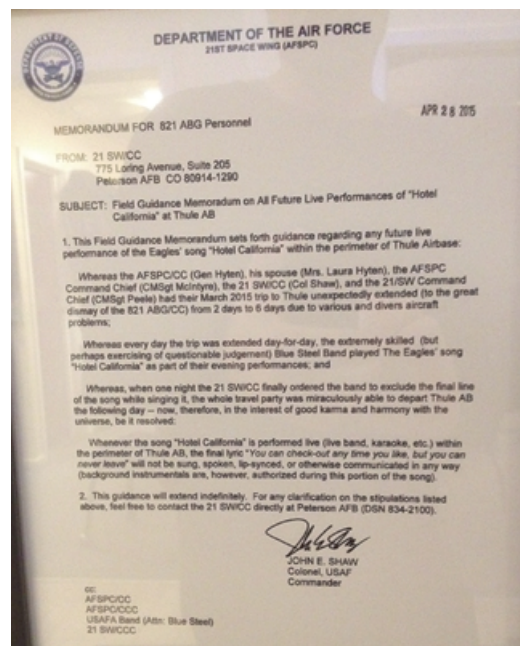 DEPARTMENT OF THE AIR FORCE
21ST SPACE WING (AFSPC)
APR 28 2015
MEMORANDUM FOR 821 ABG Personnel
FROM: 21 SW/CC
775 Loring Avenue, Suite 205
Peterson AFB CO 80914-1290
SUBJECT: Field Guidance Memoradum on All Future Live Performances of "Hotel
California" at Thule AB
1. This Field Guidance Memorandum sets forth guidance regarding any future live
performance of the Eagles' song "Hotel California" within the perimeter of Thule Airbase:
Whereas the AFSPC/CC (Gen Hyten), his spouse (Mrs. Laura Hyten), the AFSPC
Command Chief (CMSgt McIntyre), the 21 SW/CC (Col Shaw), and the 21/SW Command
Chief (CMSgt Peele) had their March 2015 trip to Thule unexpectedly extended (to the great
dismay of the 821 ABG/CC) from 2 days to 6 days due to various and divers aircraft
problems;
Whereas every day the trip was extended day-for-day, the extremely skilled (but
perhaps exercising of questionable judgement) Blue Steel Band played The Eagles' song
"Hotel California" as part of their evening performances; and
Whereas, when one night the 21 SW/CC finally ordered the band to exclude the final line
of the song while singing it, the whole travel party was miraculously able to depart Thule AB
the following day -- now, therefore, in the interest of good karma and harmony with the
universe, be it resolved:
Whenever the song "Hotel California" is performed live (live band, karaoke, etc.) within
the perimeter of Thule AB, the final lyric "You can check-out any time you like, but you can
never leave" will not be sung, spoken, lip-synced, or otherwise communicated in any way
(background instrumentals are, however, authorized during this portion of the song).
2. This guidance will extend indefinitely. For any clarification on the stipulations listed
above, feel free to contact the 21 SW/CC directly at Peterson AFB (DSN 834-2100).
JOHN E. SHAW
Colonel, USAF
Commander
cc:
AFSPC/CC
AFSPC/CCC
USAFA Band (Attn: Blue Steel)
21 SW/CCC